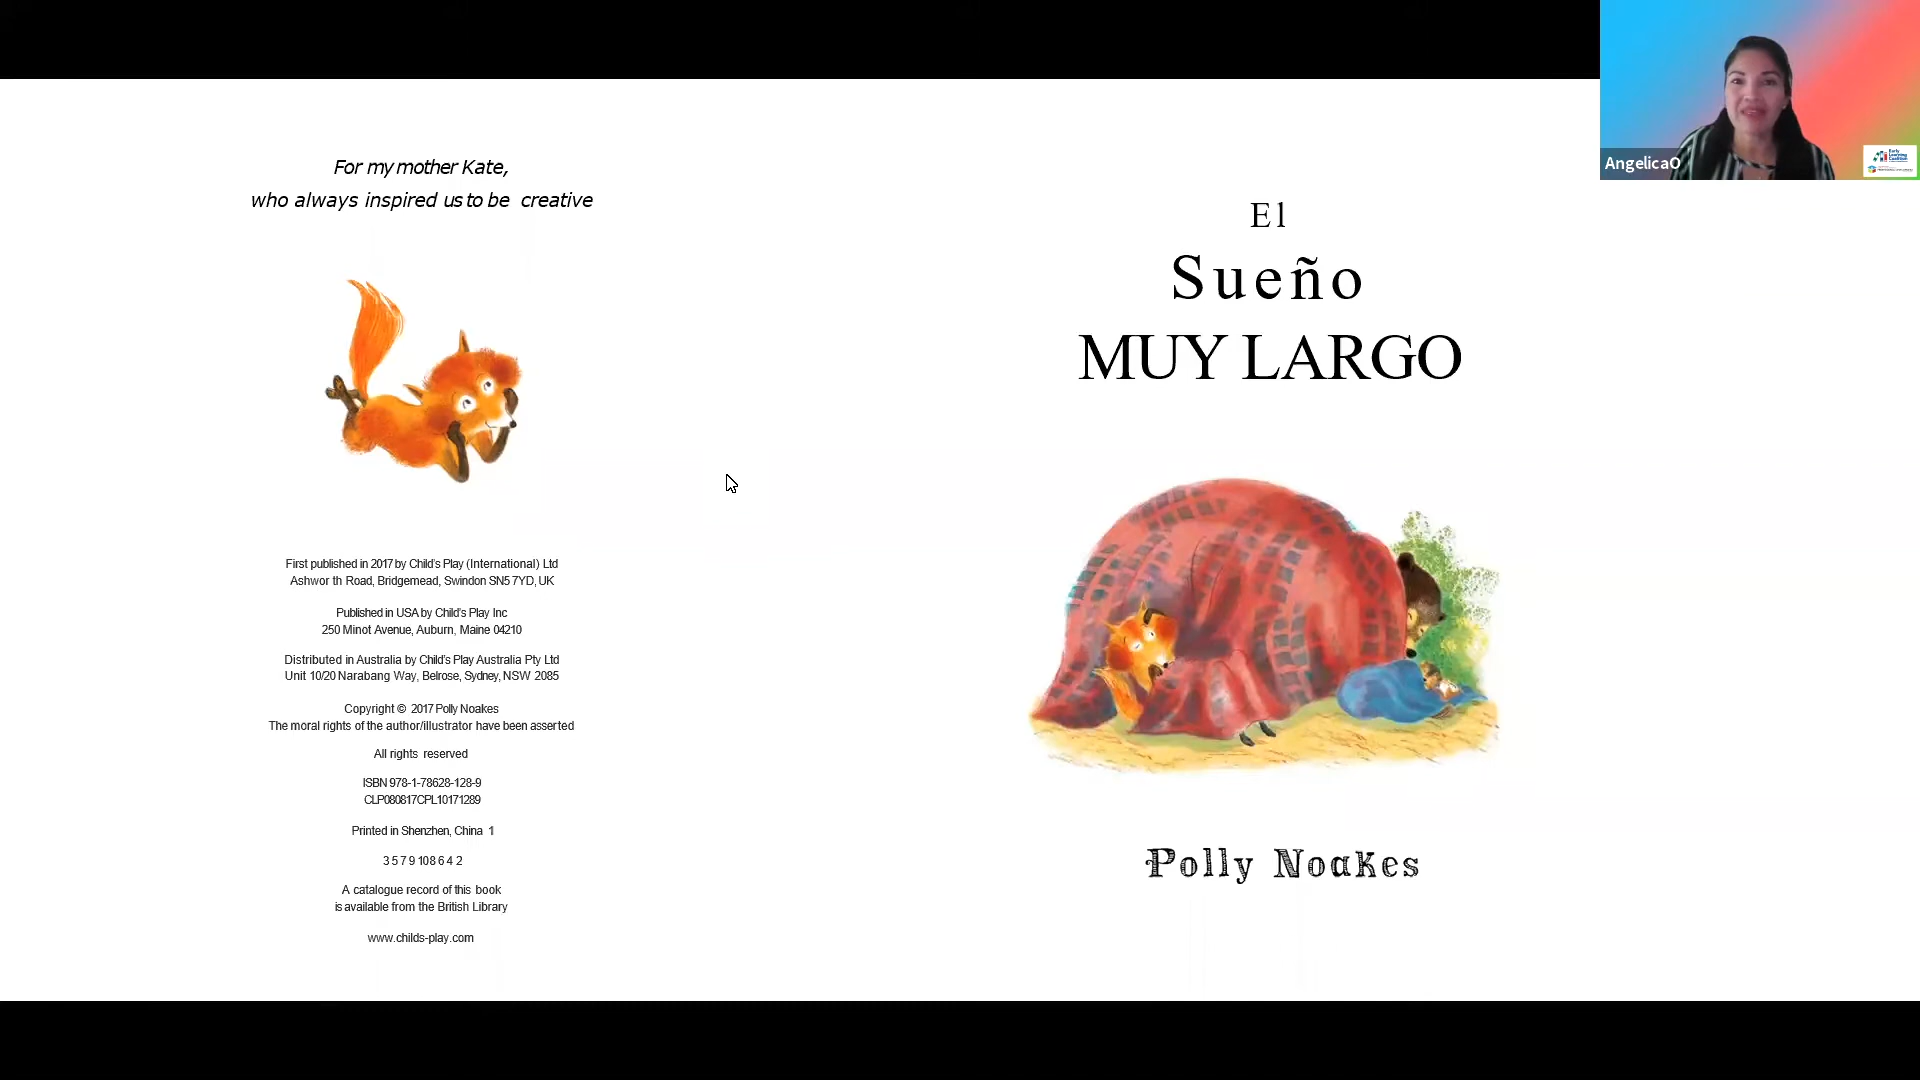 For my mother Kate,
who always inspired us to be creative
First published in 2017 by Child's Play (International) Ltd
Ashwor th Road, Bridgemead, Swindon SN5 7YD, UK
Published in USA by Child's Play Inc
250 Minot Avenue, Auburn, Maine 04210
Distributed in Australia by Child's Play Australia Pty Ltd
Unit 10/20 Narabang Way, Belrose, Sydney, NSW 2085
Copyright © 2017 Polly Noakes
The moral rights of the author/illustrator have been asserted
All rights reserved
ISBN 978-1-78628-128-9
CLP080817CPL10171289
Printed in Shenzhen, China 1
3 5 7 9 10 8 6 4 2
A catalogue record of this book
is available from the British Library
www.childs-play.com
El
Sueño
MUY LARGO
Polly Noakes
AngelicaO
Early
Learning
Coalition